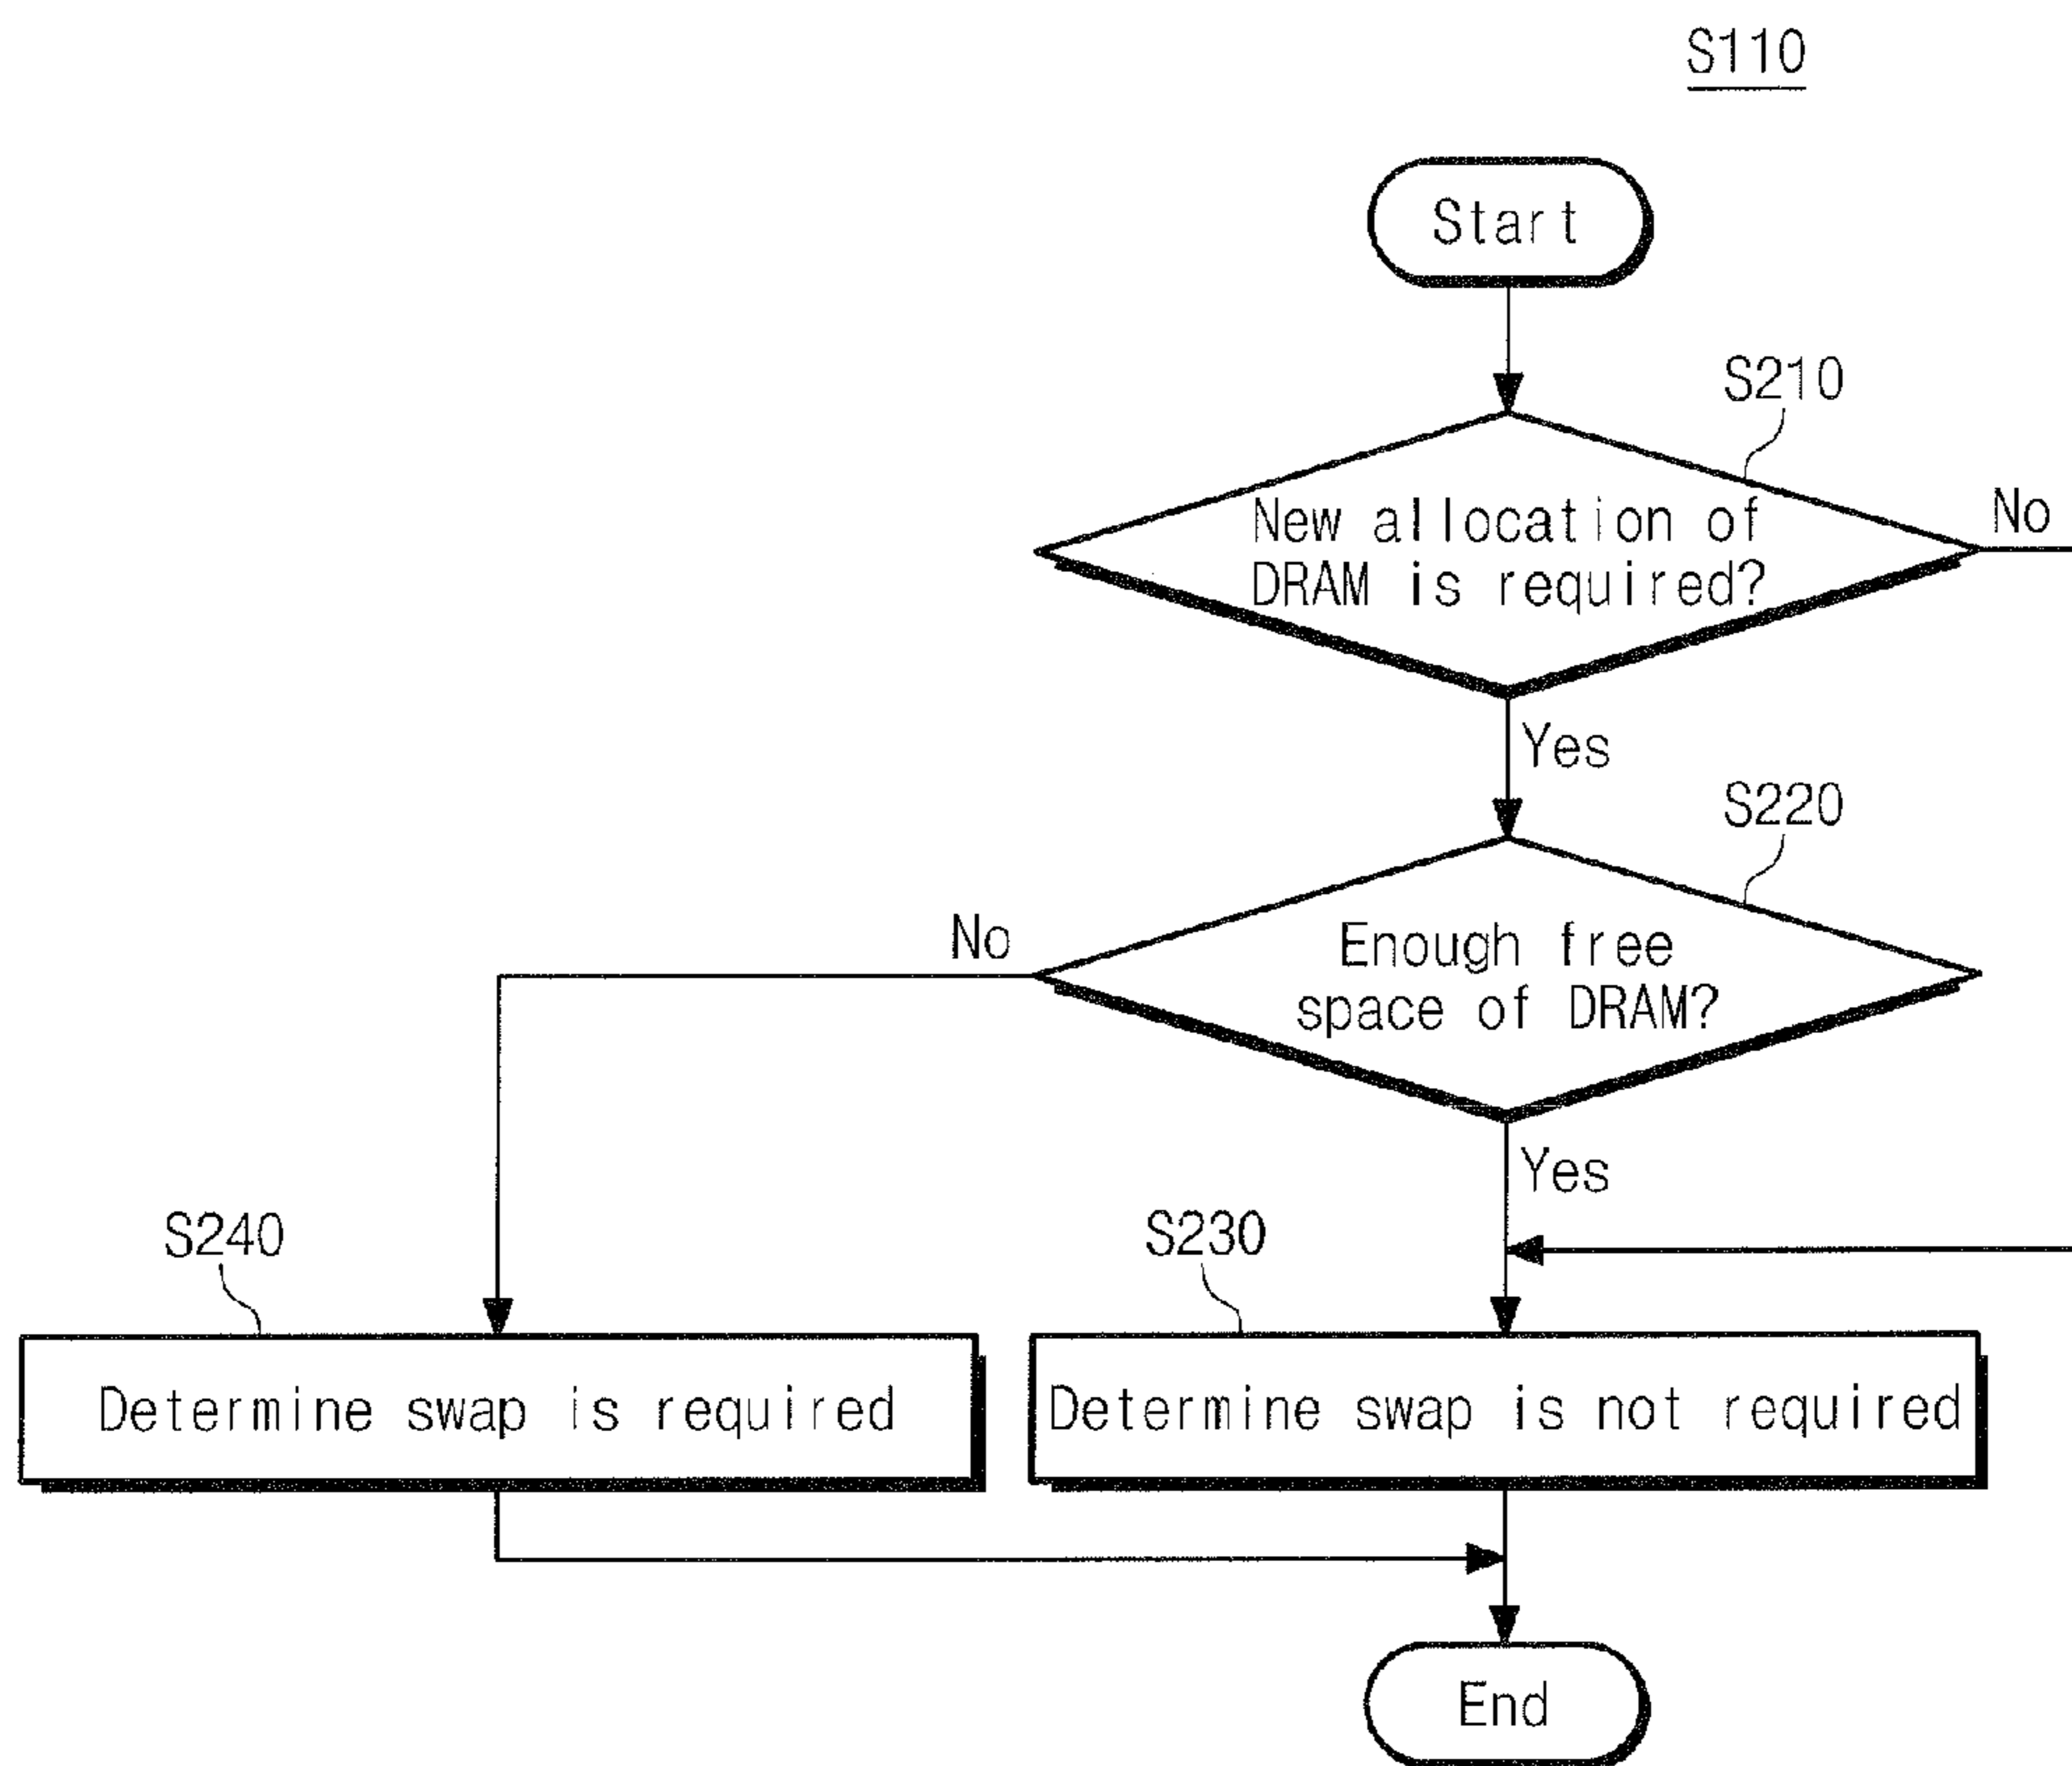 S110
Start
S210
New allocation of
DRAM is required?
No
Yes
S220
Enough free
space of DRAM?
No
Yes
S240
S230
Determine swap is required
Determine swap is not required
End